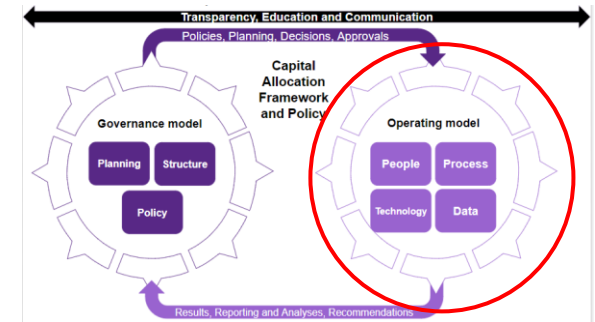 Transparency, Education and Communication
Policies, Planning, Decisions, Approvals
Capital
Allocation
Framework
and Policy
Governance model
Planning
Structure
Policy
Operating model
People
Process
Technology
Data
Results, Reporting and Analyses, Recommendations